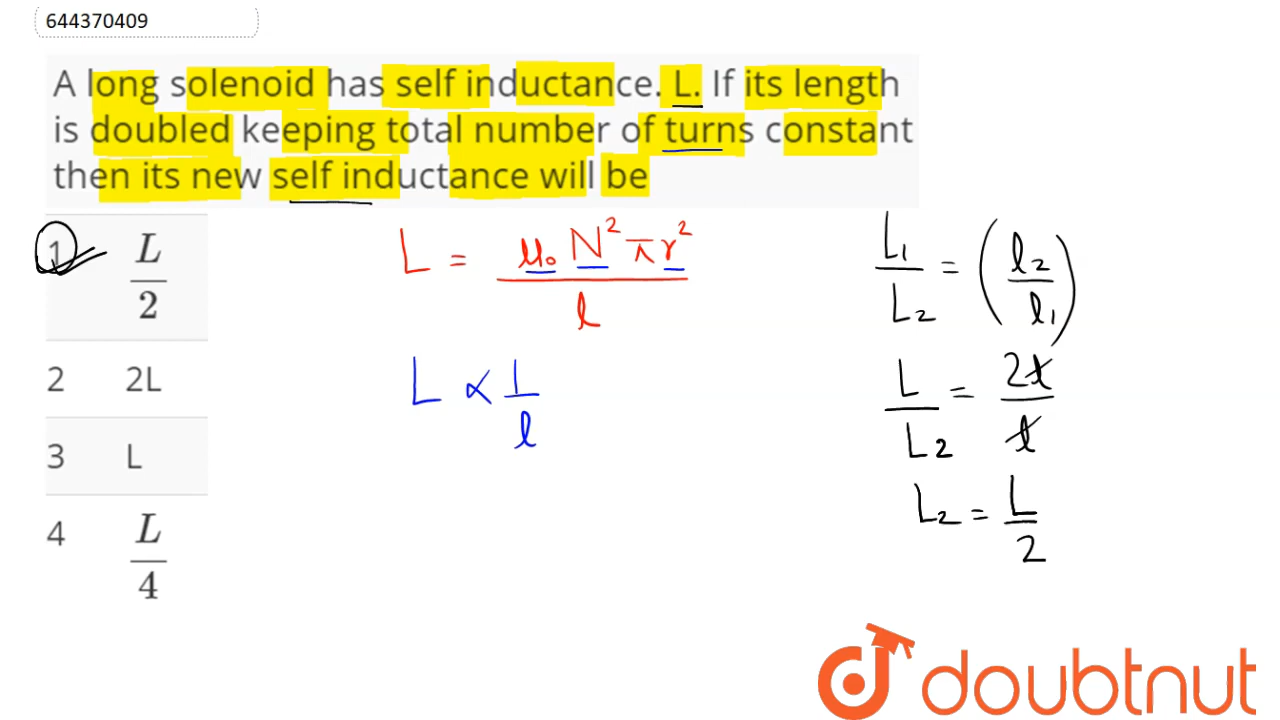 644370409
A long solenoid has self inductance. L. If its length
is doubled keeping total number of turns constant
then its new self inductance will be
1 L/2
2 2L
3 L
4 L/4
L = μ₀ N² π r² / l
L ∝ 1/l
L₁/L₂ = (l₂/l₁)
L/L₂ = 2l/l
L₂ = L/2
doubtnut